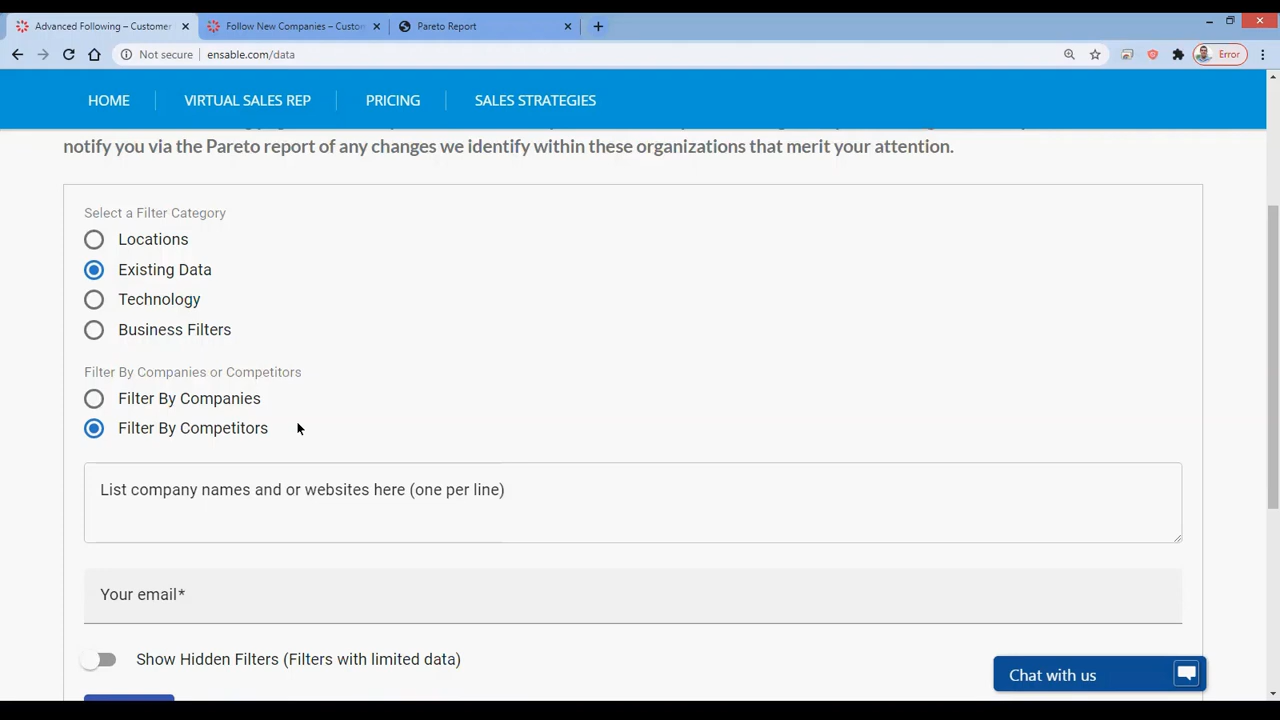 Advanced Following – Customer
Follow New Companies – Custon
Pareto Report
Not secure
ensable.com/data
Error
HOME
VIRTUAL SALES REP
PRICING
SALES STRATEGIES
notify you via the Pareto report of any changes we identify within these organizations that merit your attention.
Select a Filter Category
Locations
Existing Data
Technology
Business Filters
Filter By Companies or Competitors
Filter By Companies
Filter By Competitors
List company names and or websites here (one per line)
Your email*
Show Hidden Filters (Filters with limited data)
Chat with us